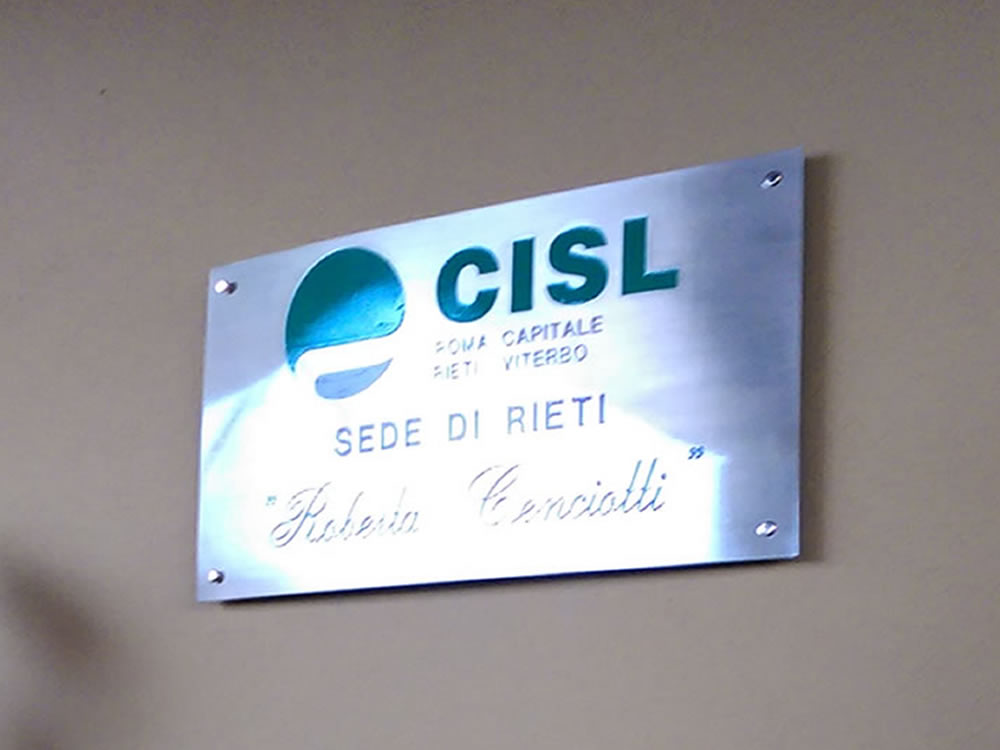 CISL
ROMA CAPITALE
RIETI VITERBO
SEDE DI RIETI
"Roberta Cenciotti"